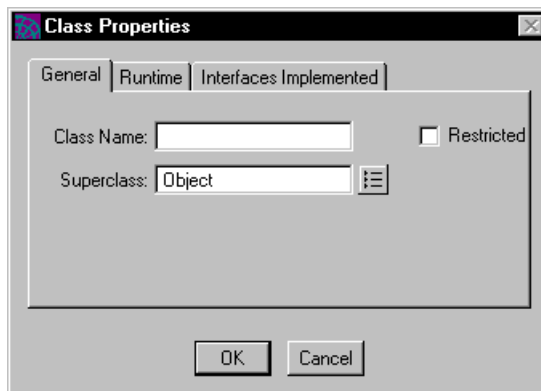 Class Properties
General Runtime Interfaces Implemented
Class Name: Restricted
Superclass: Object
OK Cancel